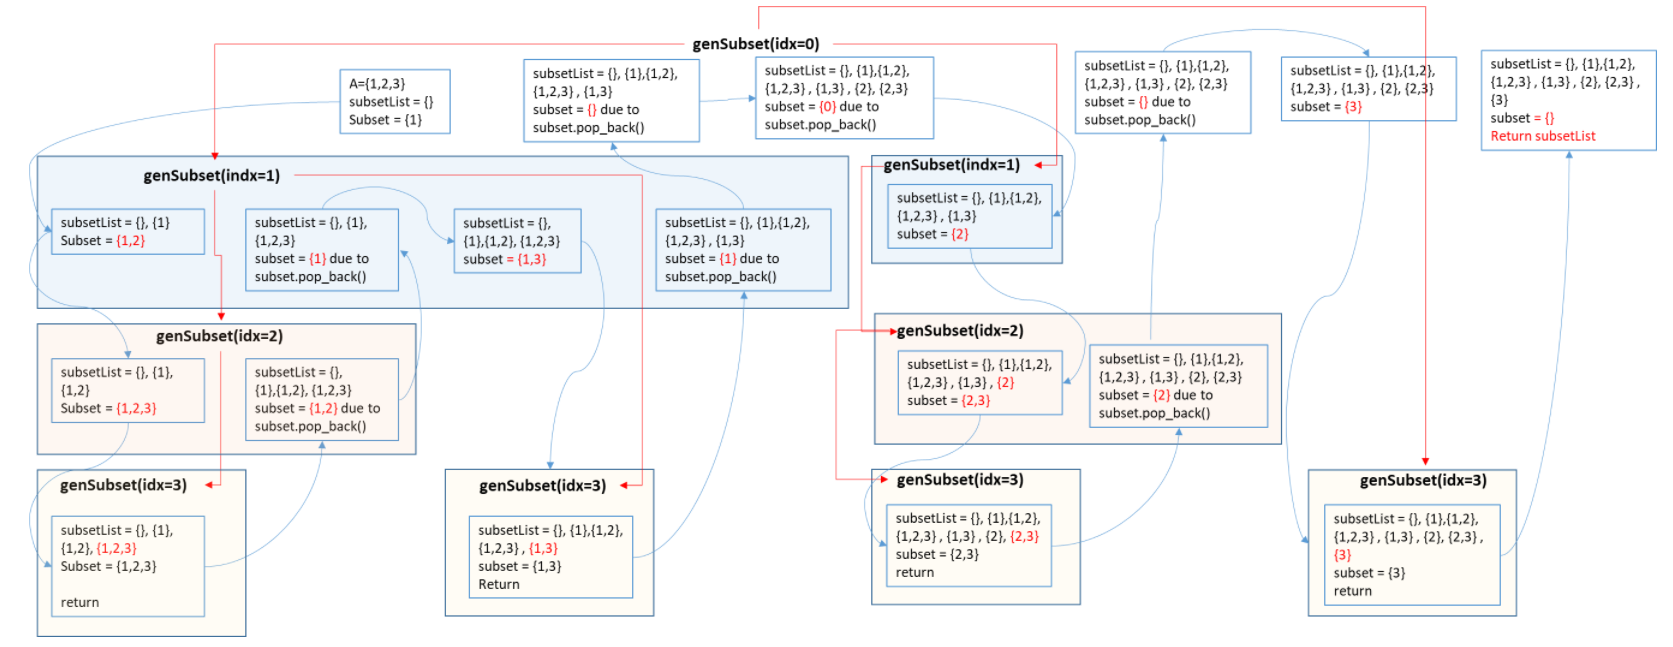 genSubset(idx=0)
A={1,2,3}
subsetList = {}
Subset = {1}
subsetList = {}, {1},{1,2},
{1,2,3} , {1,3}
subset = {} due to
subset.pop_back()
subsetList = {}, {1},{1,2},
{1,2,3} , {1,3} , {2}, {2,3}
subset = {0} due to
subset.pop_back()
subsetList = {}, {1},{1,2},
{1,2,3} , {1,3} , {2}, {2,3}
subset = {} due to
subset.pop_back()
subsetList = {}, {1},{1,2},
{1,2,3} , {1,3} , {2}, {2,3}
subset = {3}
subsetList = {}, {1},{1,2},
{1,2,3} , {1,3} , {2}, {2,3} ,
{3}
subset = {}
Return subsetList
genSubset(indx=1)
subsetList = {}, {1}
Subset = {1,2}
subsetList = {}, {1},
{1,2,3}
subset = {1} due to
subset.pop_back()
subsetList = {},
{1},{1,2}, {1,2,3}
subset = {1,3}
subsetList = {}, {1},{1,2},
{1,2,3} , {1,3}
subset = {1} due to
subset.pop_back()
genSubset(indx=1)
subsetList = {}, {1},{1,2},
{1,2,3} , {1,3}
subset = {2}
genSubset(idx=2)
subsetList = {}, {1},
{1,2}
Subset = {1,2,3}
subsetList = {},
{1},{1,2}, {1,2,3}
subset = {1,2} due to
subset.pop_back()
genSubset(idx=2)
subsetList = {}, {1},{1,2},
{1,2,3} , {1,3} , {2}
subset = {2,3}
subsetList = {}, {1},{1,2},
{1,2,3} , {1,3} , {2}, {2,3}
subset = {2} due to
subset.pop_back()
genSubset(idx=3)
subsetList = {}, {1},
{1,2}, {1,2,3}
Subset = {1,2,3}
return
genSubset(idx=3)
subsetList = {}, {1},{1,2},
{1,2,3} , {1,3}
subset = {1,3}
Return
genSubset(idx=3)
subsetList = {}, {1},{1,2},
{1,2,3} , {1,3} , {2}, {2,3}
subset = {2,3}
return
genSubset(idx=3)
subsetList = {}, {1},{1,2},
{1,2,3} , {1,3} , {2}, {2,3} ,
{3}
subset = {3}
return